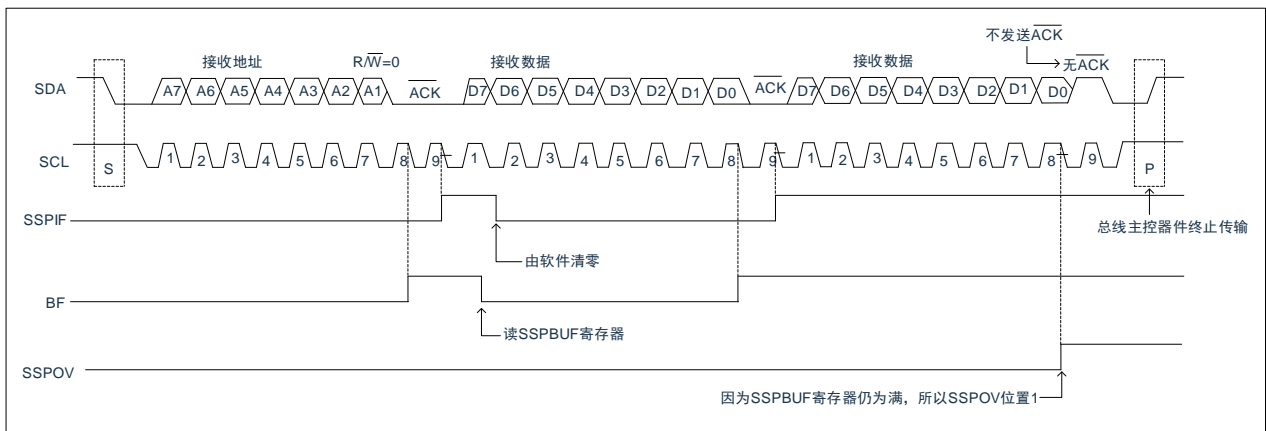 不发送ACK
接收地址 R/W=0 接收数据 接收数据 无ACK
SDA A7 A6 A5 A4 A3 A2 A1 ACK D7 D6 D5 D4 D3 D2 D1 D0 ACK D7 D6 D5 D4 D3 D2 D1 D0
SCL S 1 2 3 4 5 6 7 8 9 1 2 3 4 5 6 7 8 9 1 2 3 4 5 6 7 8 9 P
SSPIF
总线主控器件终止传输
由软件清零
BF
读SSPBUF寄存器
SSPOV
因为SSPBUF寄存器仍为满，所以SSPOV位置1